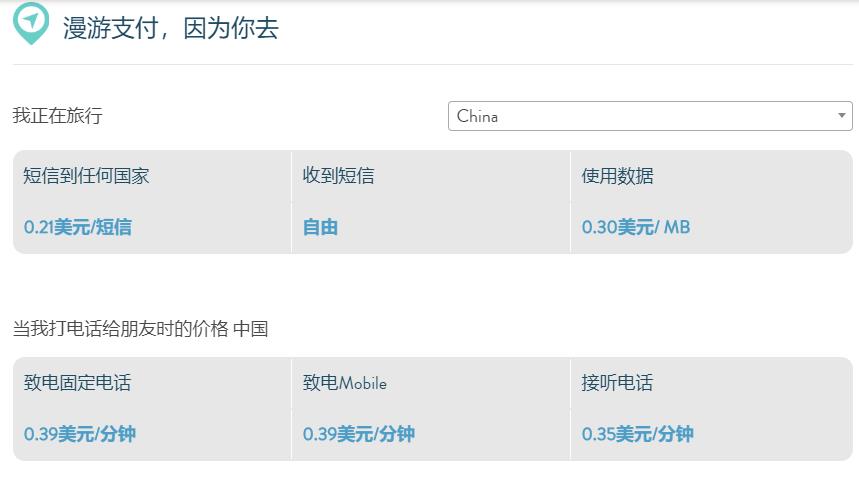 漫游支付，因为你去
我正在旅行
China
短信到任何国家 收到短信 使用数据
0.21美元/短信 自由 0.30美元/ MB
当我打电话给朋友时的价格 中国
致电固定电话 致电Mobile 接听电话
0.39美元/分钟 0.39美元/分钟 0.35美元/分钟